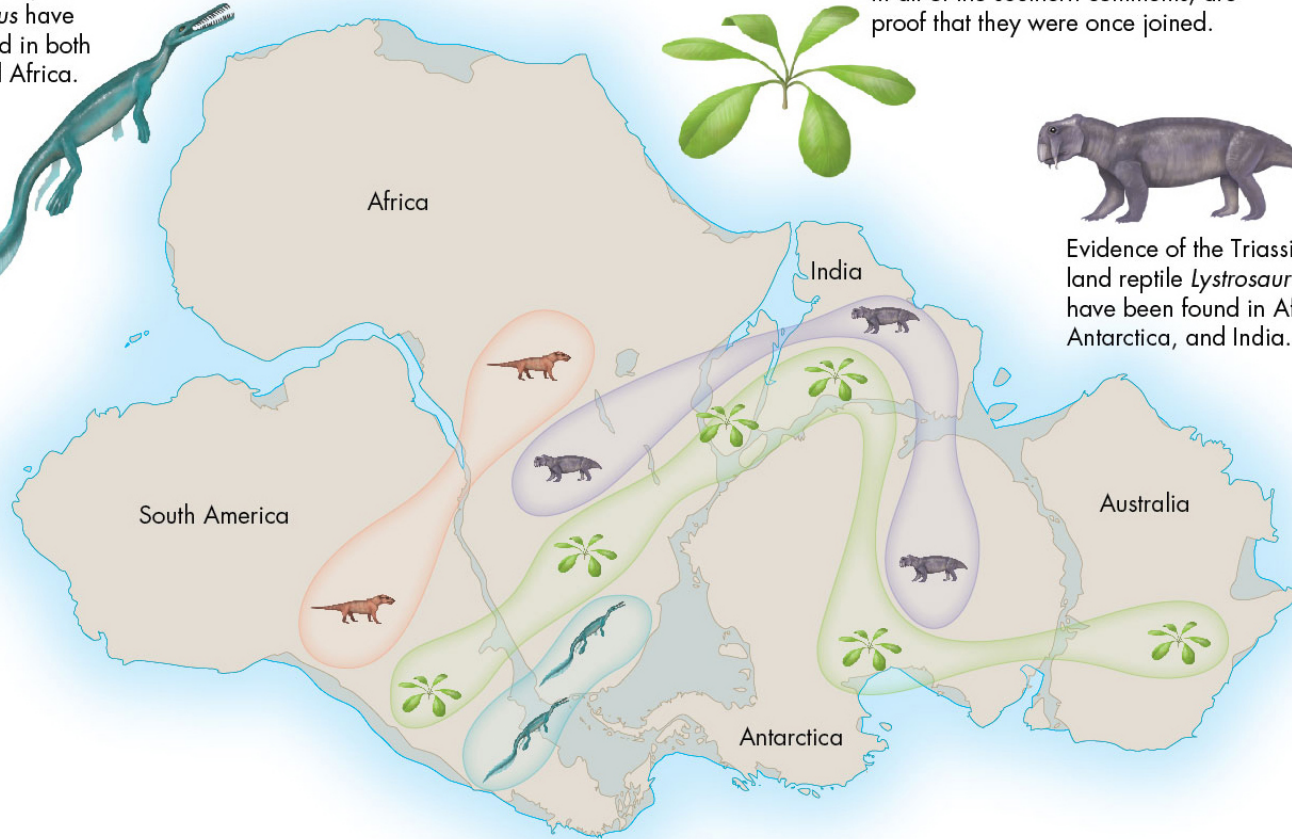 us have
d in both
Africa.
proof that they were once joined.
Africa
India
Evidence of the Triassi
land reptile Lystrosaur
have been found in Af
Antarctica, and India.
South America
Australia
Antarctica